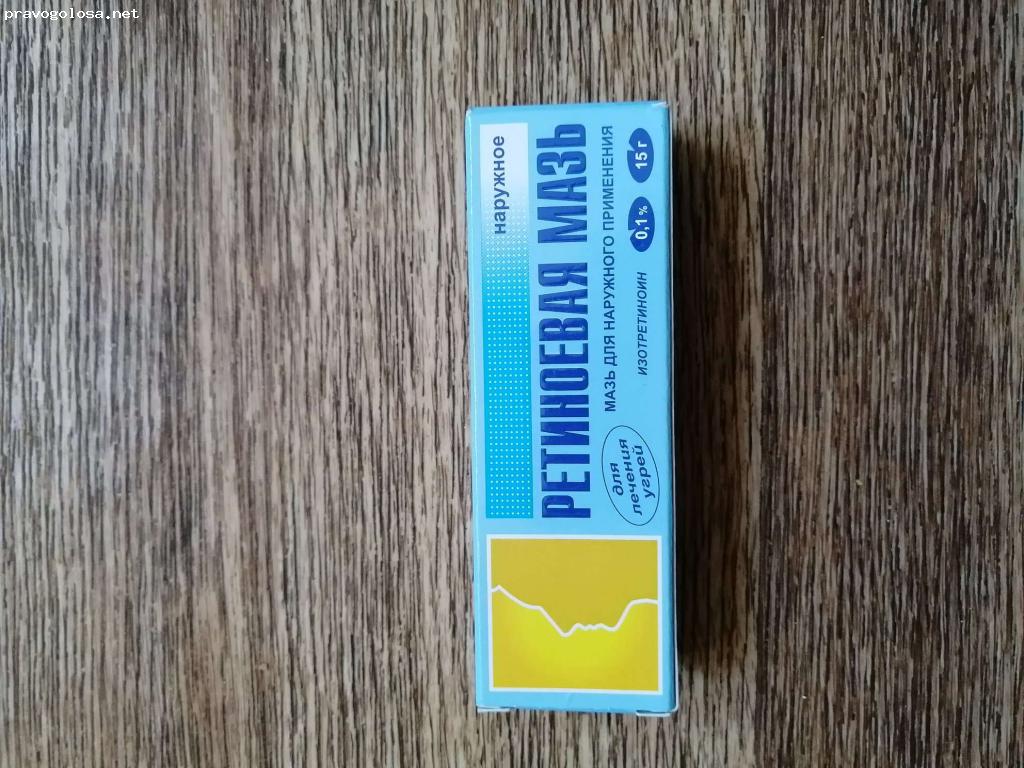 pravogolosa.net
наружное
РЕТИНОЕВАЯ МАЗЬ
МАЗЬ ДЛЯ НАРУЖНОГО ПРИМЕНЕНИЯ
для
лечения
угрей
ИЗОТРЕТИНОИН
0,1 %
15 г